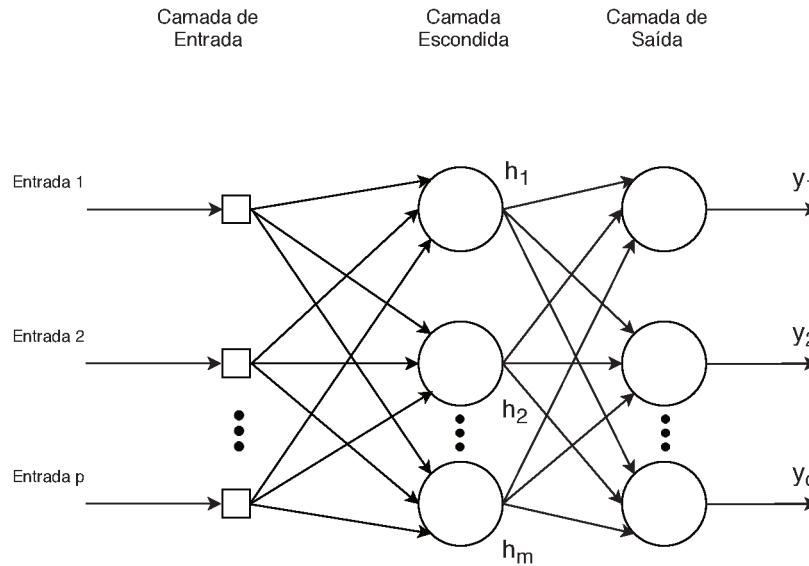 Camada de
Entrada
Camada
Escondida
Camada de
Saída
Entrada 1
h1
Entrada 2
h2
y2
Entrada p
hm